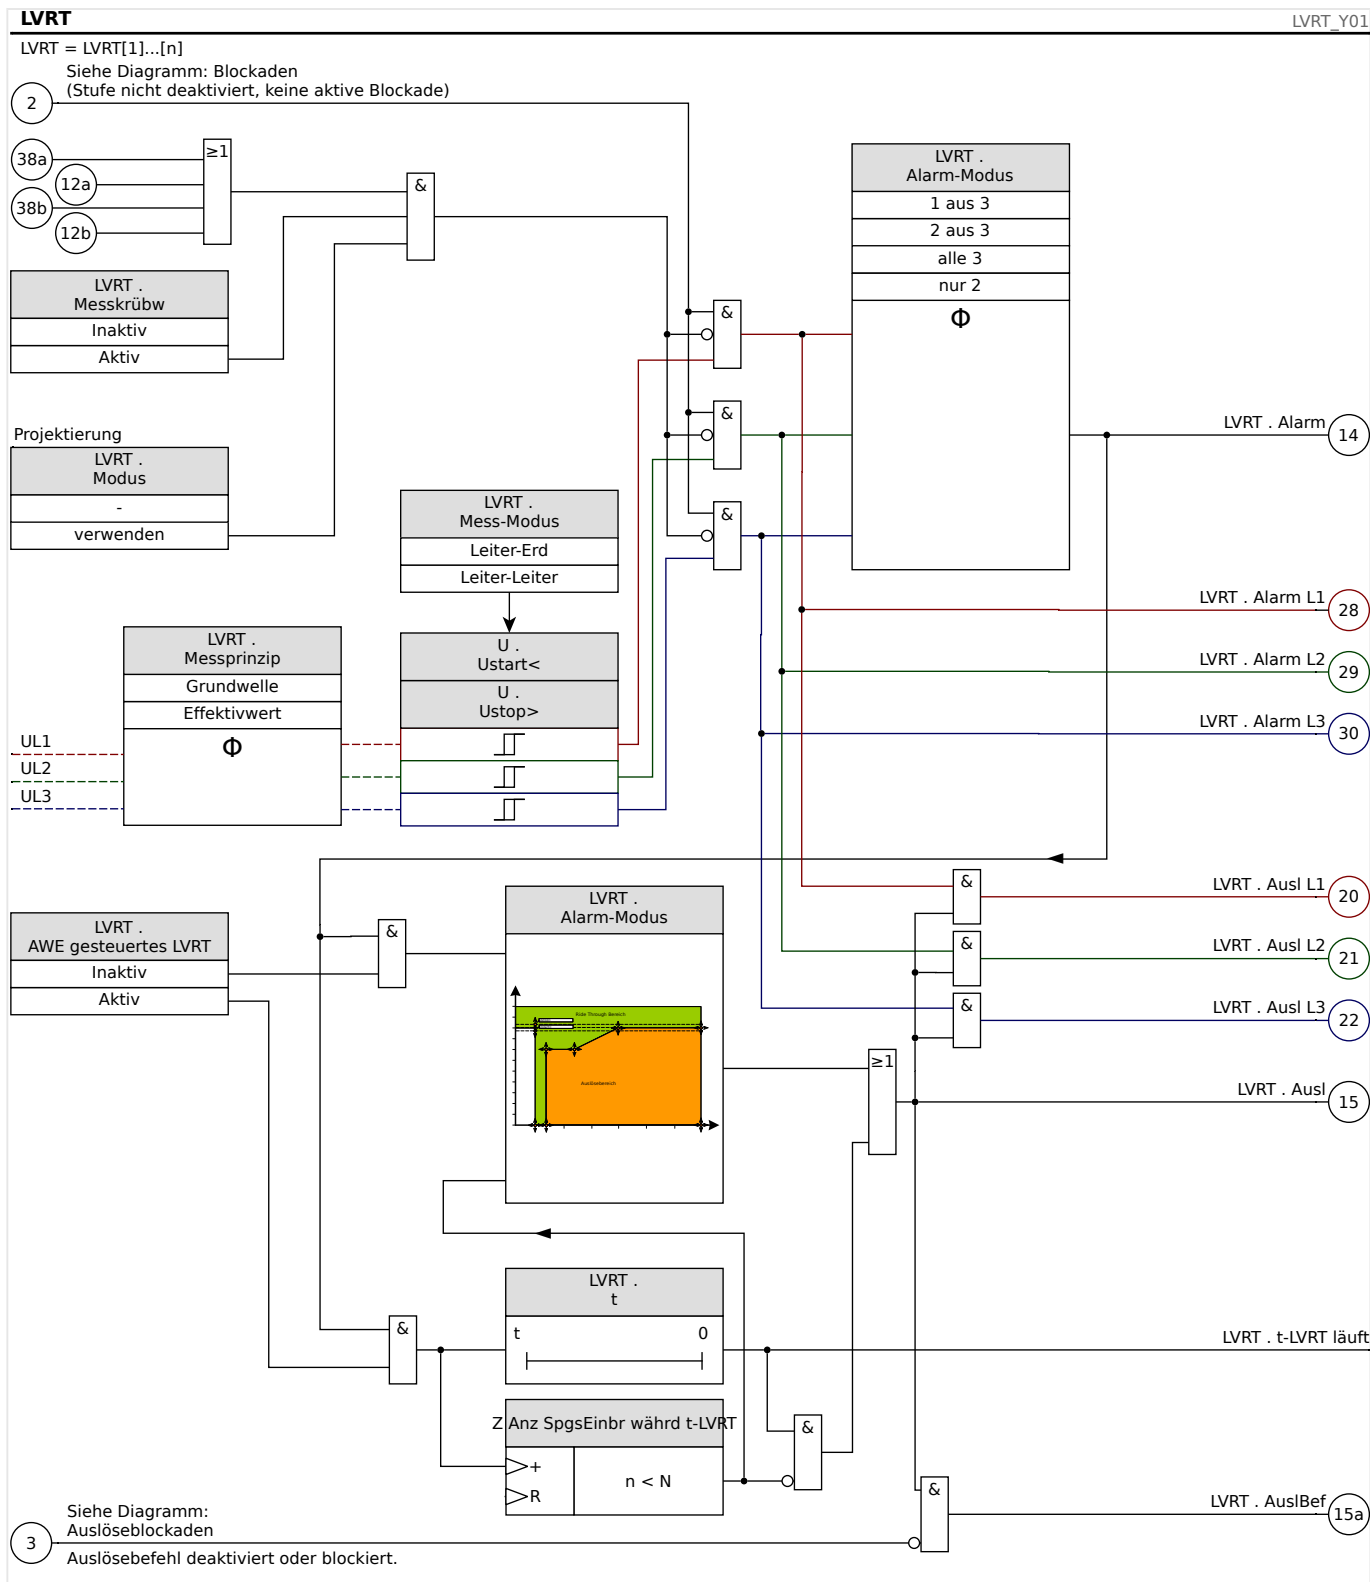 LVRT
LVRT_Y01
LVRT = LVRT[1]...[n]
Siehe Diagramm: Blockaden
(Stufe nicht deaktiviert, keine aktive Blockade)
2
38a
12a
38b
12b
≥1
&
LVRT .
Messkrübw
Inaktiv
Aktiv
Projektierung
LVRT .
Modus
-
verwenden
LVRT .
Mess-Modus
Leiter-Erd
Leiter-Leiter
&
&
&
LVRT .
Alarm-Modus
1 aus 3
2 aus 3
alle 3
nur 2
Φ
LVRT . Alarm
14
LVRT . Alarm L1
28
LVRT . Alarm L2
29
LVRT . Alarm L3
30
LVRT .
Messprinzip
Grundwelle
Effektivwert
Φ
UL1
UL2
UL3
U .
Ustart<
U .
Ustop>
LVRT .
AWE gesteuertes LVRT
Inaktiv
Aktiv
&
LVRT .
Alarm-Modus
Ride Through Bereich
Auslösebereich
&
LVRT . Ausl L1
20
&
LVRT . Ausl L2
21
&
LVRT . Ausl L3
22
≥1
LVRT . Ausl
15
&
LVRT .
t
t
0
LVRT . t-LVRT läuft
Z Anz SpgsEinbr währd t-LVRT
+
R
n < N
&
&
LVRT . AuslBef
15a
Siehe Diagramm:
Auslöseblockaden
3
Auslösebefehl deaktiviert oder blockiert.